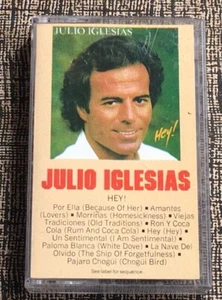 JULIO IGLESIAS
Hey!
JULIO IGLESIAS
HEY!
Por Ella (Because Of Her) • Amantes
(Lovers) • Morriñas (Homesickness) • Viejas
Tradiciones (Old Traditions) • Ron Y Coca
Cola (Rum And Coca Cola) • Hey (Hey) •
Un Sentimental (I Am Sentimental) •
Paloma Blanca (White Dove) • La Nave Del
Olvido (The Ship Of Forgetfulness) •
Pajaro Chogüi (Chogui Bird)
See label for sequence.